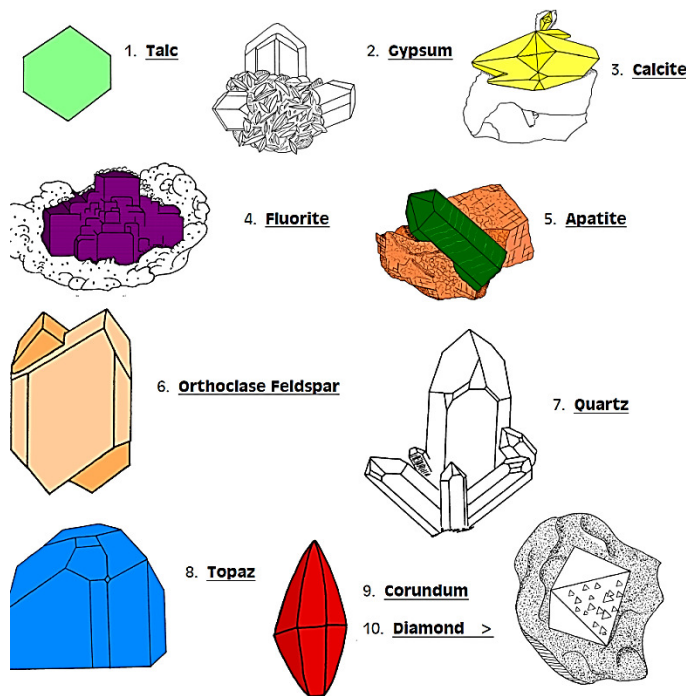 1. Talc
2. Gypsum
3. Calcite
4. Fluorite
5. Apatite
6. Orthoclase Feldspar
7. Quartz
8. Topaz
9. Corundum
10. Diamond >